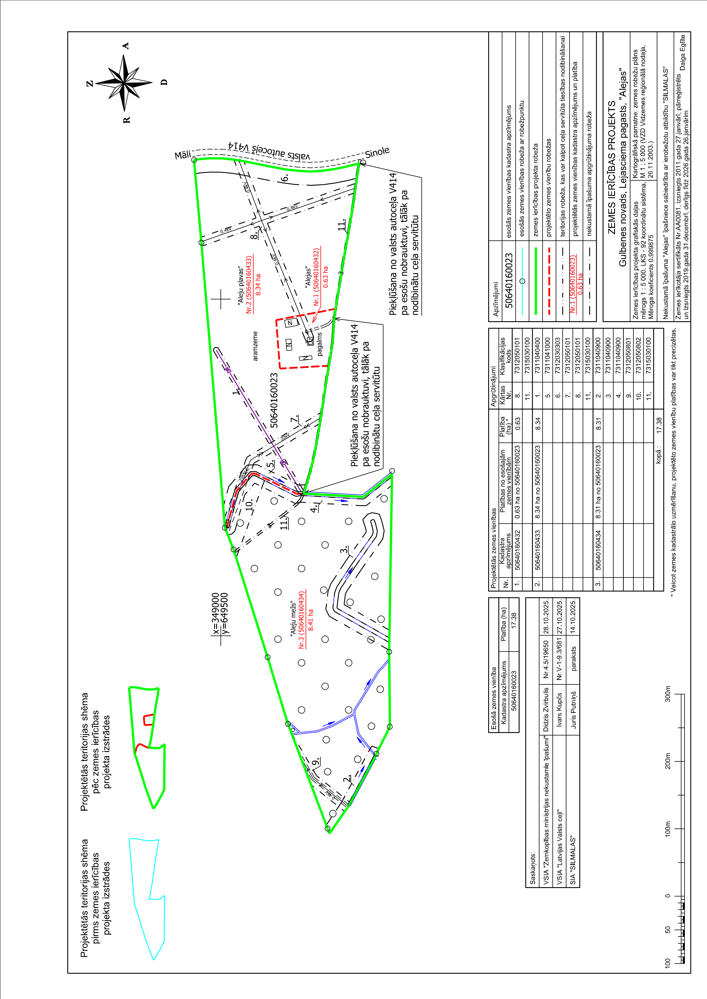 Projektētās teritorijas shēma
pirms zemes ierīcības
projekta izstrādes
Projektētās teritorijas shēma
pēc zemes ierīcības
projekta izstrādes
Z
A
D
R
x=349000
y=649500
Māli
valsts autoceļš V414
Sinole
"Aleju pļavas"
Nr.2 (50640160433)
8.34 ha
"Alejas"
Nr.1 (50640160432)
0.63 ha
"Aleju mežs"
Nr.3 (50640160434)
8.41 ha
aramzeme
pagalms
50640160023
N
N
N
Dz
DR
DR
0.4kV
0.4kV
0.4kV
0.4kV
20kV
20kV
0.4kV
1.
2.
3.
4.
5.
6.
7.
8.
9.
10.
11.
11.
3
3
Piekļūšana no valsts autoceļa V414
pa esošu nobrauktuvi, tālāk pa
nodibinātu ceļa servitūtu
Piekļūšana no valsts autoceļa V414
pa esošu nobrauktuvi, tālāk pa
nodibinātu ceļa servitūtu
Esošā zemes vienība
Kadastra apzīmējums Platība (ha)
50640160023 17.38
Saskaņots:
VSIA "Zemkopības ministrijas nekustamie īpašumi" Didzis Zvirbulis Nr.4.5/19650 28.10.2025.
VSIA "Latvijas Valsts ceļi" Ivars Kupčs Nr.V-1-9.3/681 27.10.2025.
SIA "SILMALAS" Juris Putniņš paraksts 14.10.2025.
Projektētās zemes vienības Apgrūtinājumi
Nr. Kadastra apzīmējums Platības no esošajām zemes vienībām Platība (ha) * Kārtas Nr. Klasifikācijas kods
1. 50640160432 0.63 ha no 50640160023 0.63 8. 7312050101
11. 7315030100
2. 50640160433 8.34 ha no 50640160023 8.34 1. 7311040400
5. 7311041000
6. 7312030303
7. 7312050101
8. 7312050101
11. 7315030100
3. 50640160434 8.31 ha no 50640160023 8.31 2. 7311040900
3. 7311040900
4. 7311040900
9. 7312050801
10. 7312050802
11. 7315030100
kopā : 17.38
* Veicot zemes kadastrālo uzmērīšanu, projektēto zemes vienību platības var tikt precizētas.
Apzīmējumi
50640160023 esošās zemes vienības kadastra apzīmējums
esošās zemes vienības robeža ar robežpunktu
zemes ierīcības projekta robeža
projektēto zemes vienību robežas
teritorijas robeža, kas var kalpot ceļa servitūta tiesības nodibināšanai
Nr.1 (50640160023)
0.63 ha
projektētās zemes vienības kadastra apzīmējums un platība
nekustamā īpašuma apgrūtinājuma robeža
ZEMES IERĪCĪBAS PROJEKTS
Gulbenes novads, Lejasciema pagasts, "Alejas"
Zemes ierīcības projekta grafiskās daļas
mērogs 1 : 5 000, LKS - 92 koordinātu sistēma,
Mēroga koeficients 0.999875
Kartogrāfiskā pamatne: zemes robežu plāns
M 1 : 5 000 (VZD Vidzemes reģionālā nodaļa,
26.11.2003.)
Nekustamā īpašuma "Alejas" īpašniece sabiedrība ar ierobežotu atbildību "SILMALAS"
Zemes ierīkotāja sertifikāts Nr.AA0081, izsniegts 2011.gada 27.janvārī, pārreģistrēts
un Izsniegts 2019.gada 31.decembrī, derīgs līdz 2026.gada 26.janvārim
Daiga Eglīte
100 50 0 100m 200m 300m